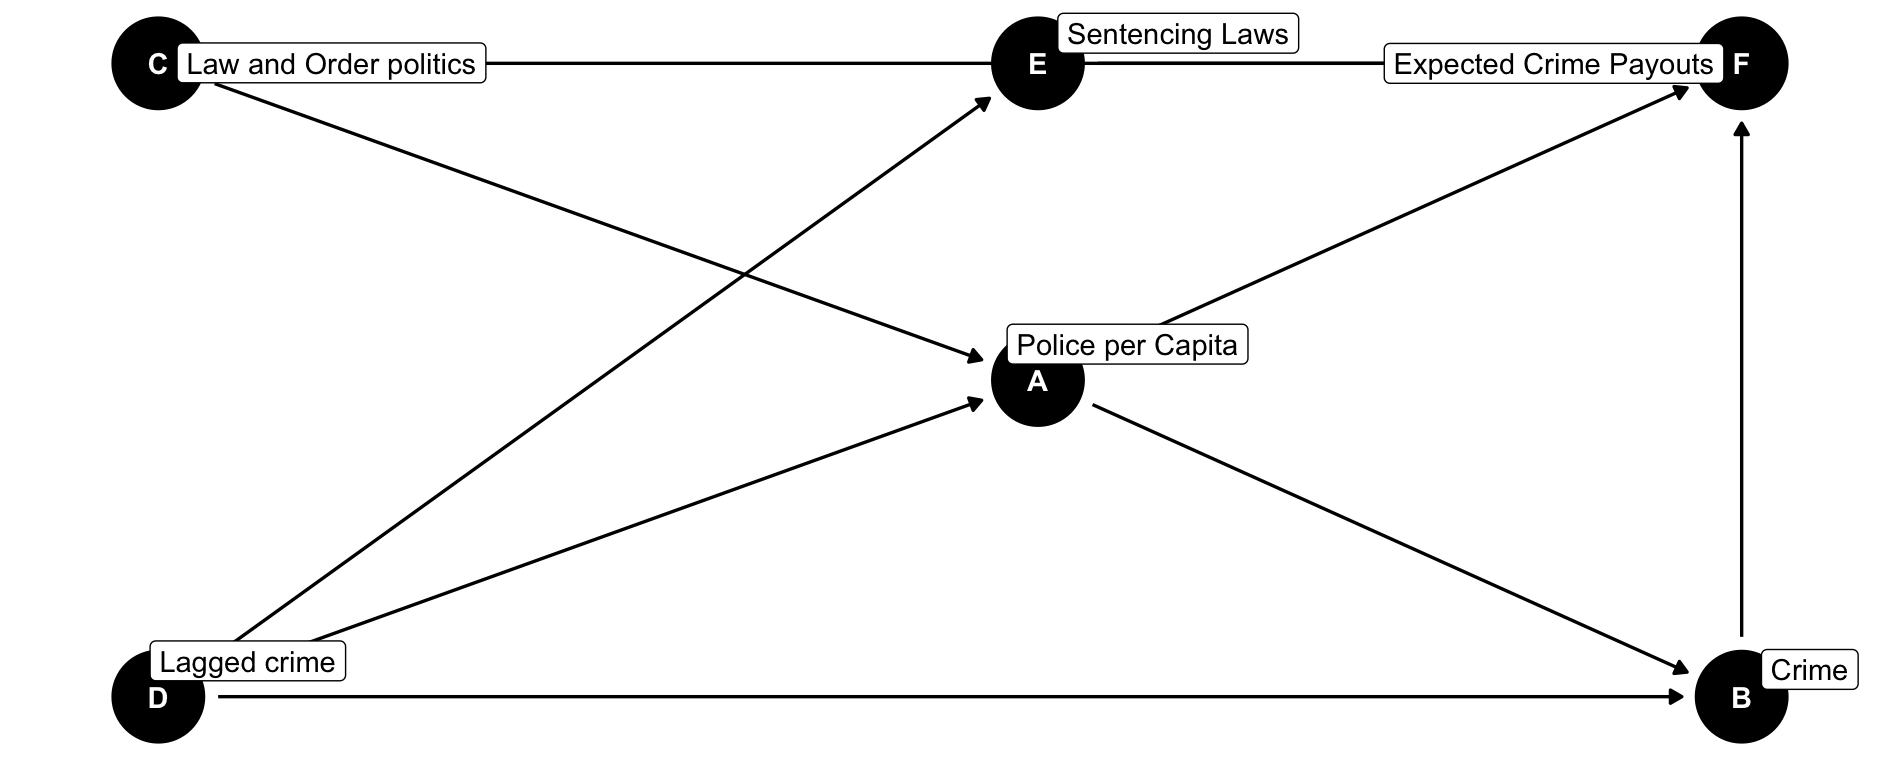 C
Law and Order politics
E
Sentencing Laws
Expected Crime Payouts
F
Police per Capita
A
Lagged crime
D
Crime
B